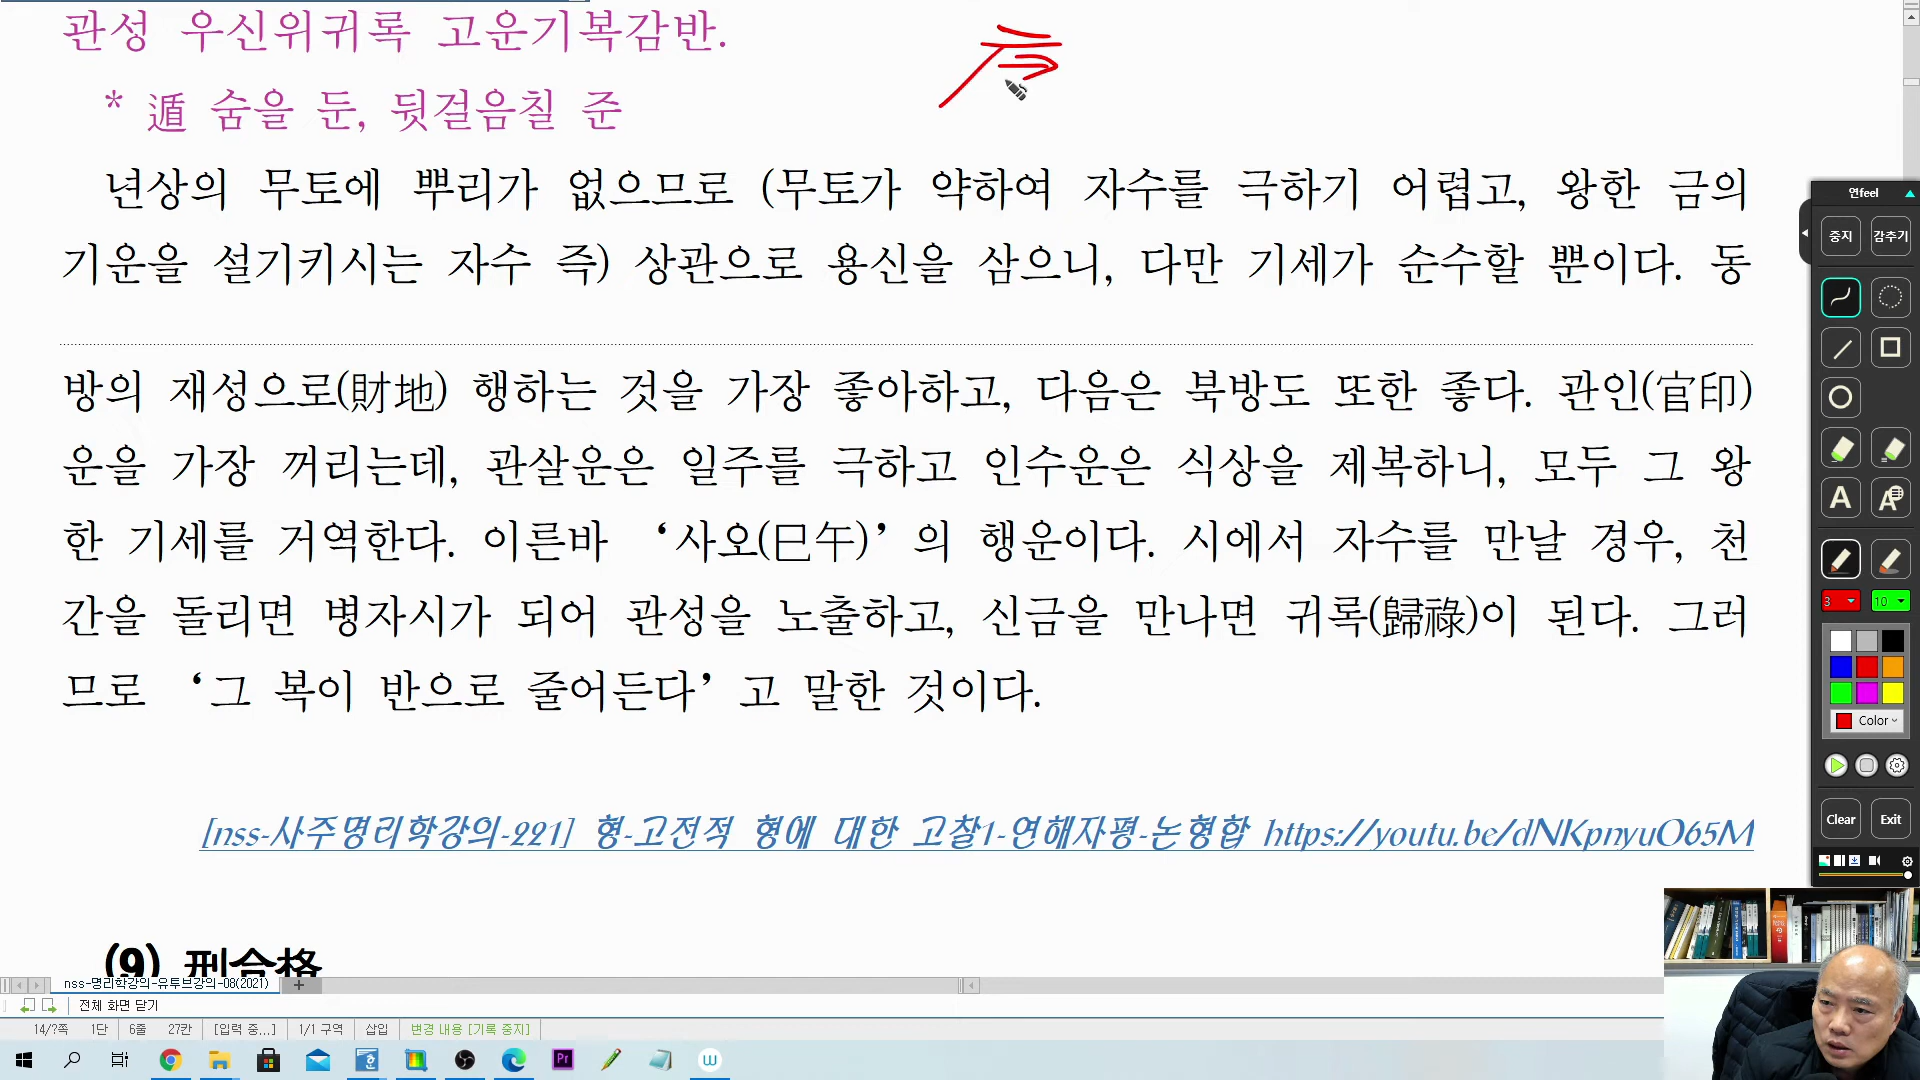 관성 우신위귀록 고운기복감반.
* 遁 숨을 둔, 뒷걸음칠 준
년상의 무토에 뿌리가 없으므로 (무토가 약하여 자수를 극하기 어렵고, 왕한 금의
기운을 설기키시는 자수 즉) 상관으로 용신을 삼으니, 다만 기세가 순수할 뿐이다. 동
방의 재성으로(財地) 행하는 것을 가장 좋아하고, 다음은 북방도 또한 좋다. 관인(官印)
운을 가장 꺼리는데, 관살운은 일주를 극하고 인수운은 식상을 제복하니, 모두 그 왕
한 기세를 거역한다. 이른바 ‘사오(巳午)’의 행운이다. 시에서 자수를 만날 경우, 천
간을 돌리면 병자시가 되어 관성을 노출하고, 신금을 만나면 귀록(歸祿)이 된다. 그러
므로 ‘그 복이 반으로 줄어든다’고 말한 것이다.
[nss-사주명리학강의-221] 형-고전적 형에 대한 고찰1-연해자평-논형합 https://youtu.be/dNKpnyuO65M
(9) 刑合格
nss-명리학강의-유투브강의-08(2021)
전체 화면 닫기
14/?쪽 1단 6줄 27칸 [입력 중...] 1/1 구역 삽입 변경 내용 [기록 중지]
연feel
중지 감추기
A A
3 10
Color
Clear Exit
Pr
W